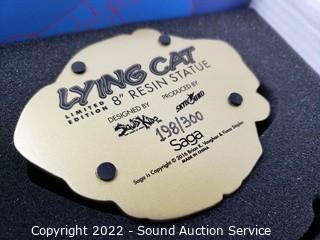 LYING CAT
LIMITED EDITION
8" RESIN STATUE
DESIGNED BY
PRODUCED BY
198/300
Saga
Saga is Copyright © 2016 Brian K. Vaughan & Fiona Staples
MADE IN CHINA
Copyright 2022 - Sound Auction Service